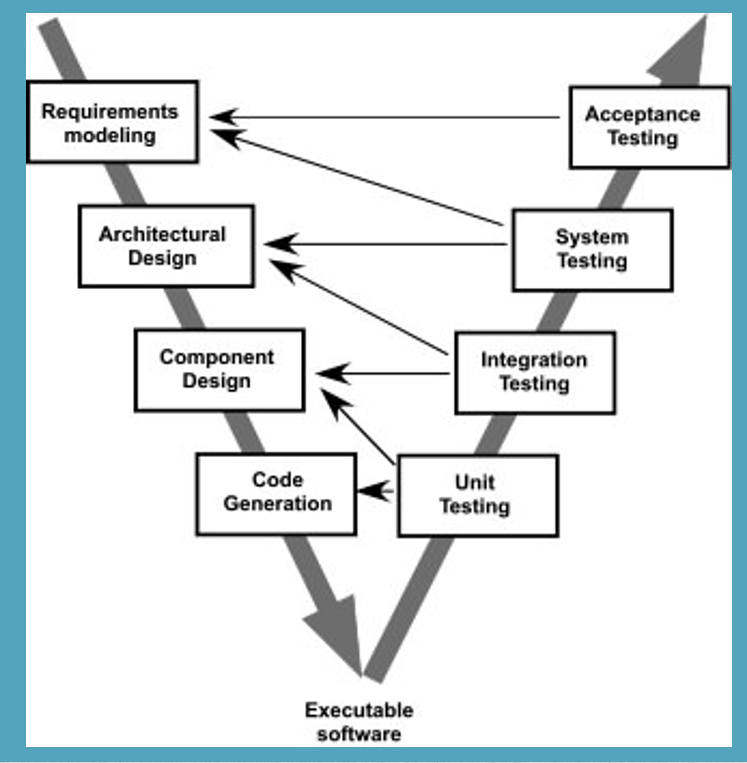 Requirements
modeling
Acceptance
Testing
Architectural
Design
System
Testing
Component
Design
Integration
Testing
Code
Generation
Unit
Testing
Executable
software